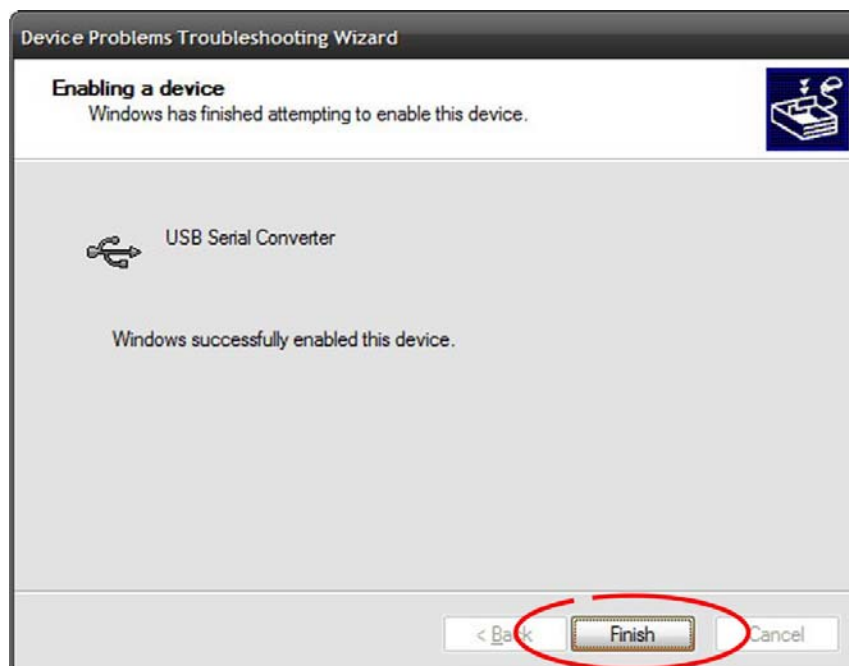 Device Problems Troubleshooting Wizard
Enabling a device
Windows has finished attempting to enable this device.
USB Serial Converter
Windows successfully enabled this device.
< Back Finish Cancel